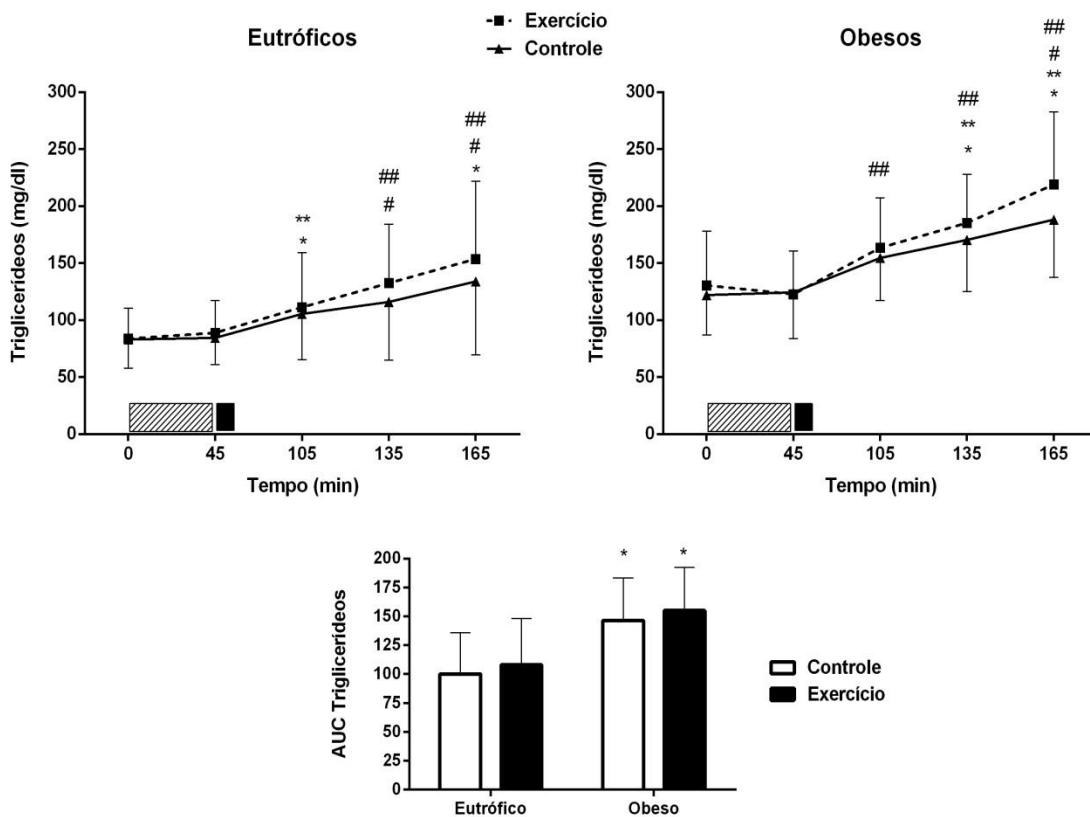 Eutróficos
Exercício
Controle
Obesos
Triglicerídeos (mg/dl)
300
250
200
150
100
50
0
**
*
##
#
##
#
*
0 45 105 135 165
Tempo (min)
Triglicerídeos (mg/dl)
300
250
200
150
100
50
0
##
##
**
*
##
#
**
*
0 45 105 135 165
Tempo (min)
AUC Triglicerídeos
200
175
150
125
100
75
50
25
0
* *
Eutrófico Obeso
Controle
Exercício